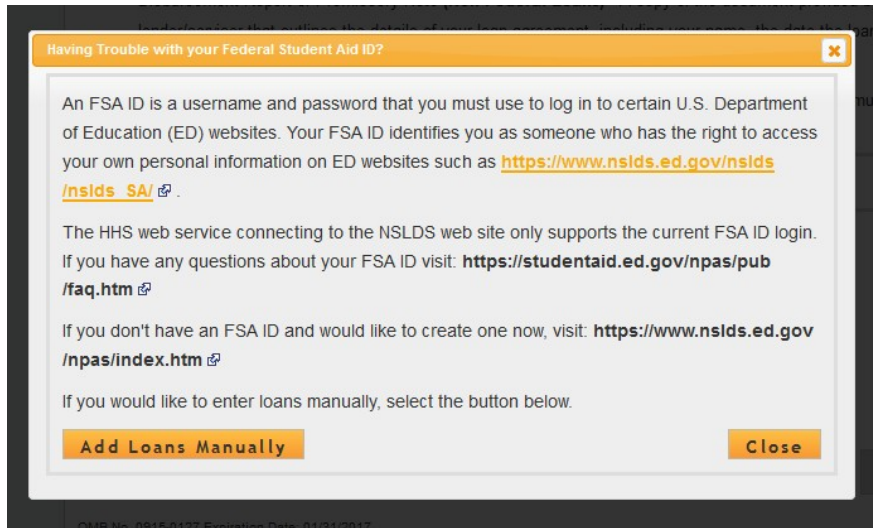 Having Trouble with your Federal Student Aid ID?
An FSA ID is a username and password that you must use to log in to certain U.S. Department
of Education (ED) websites. Your FSA ID identifies you as someone who has the right to access
your own personal information on ED websites such as https://www.nslds.ed.gov/nslds
/nslds_SA/ .
The HHS web service connecting to the NSLDS web site only supports the current FSA ID login.
If you have any questions about your FSA ID visit: https://studentaid.ed.gov/npas/pub
/faq.htm
If you don't have an FSA ID and would like to create one now, visit: https://www.nslds.ed.gov
/npas/index.htm
If you would like to enter loans manually, select the button below.
Add Loans Manually
Close
OMB No. 0915-0127 Expiration Date: 01/31/2017